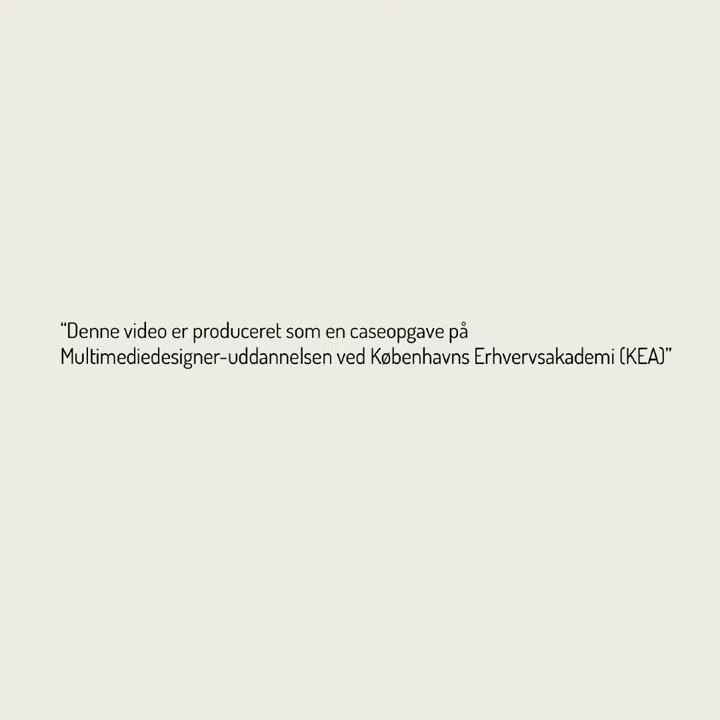 “Denne video er produceret som en caseopgave på
Multimediedesigner-uddannelsen ved Københavns Erhvervsakademi (KEA)”